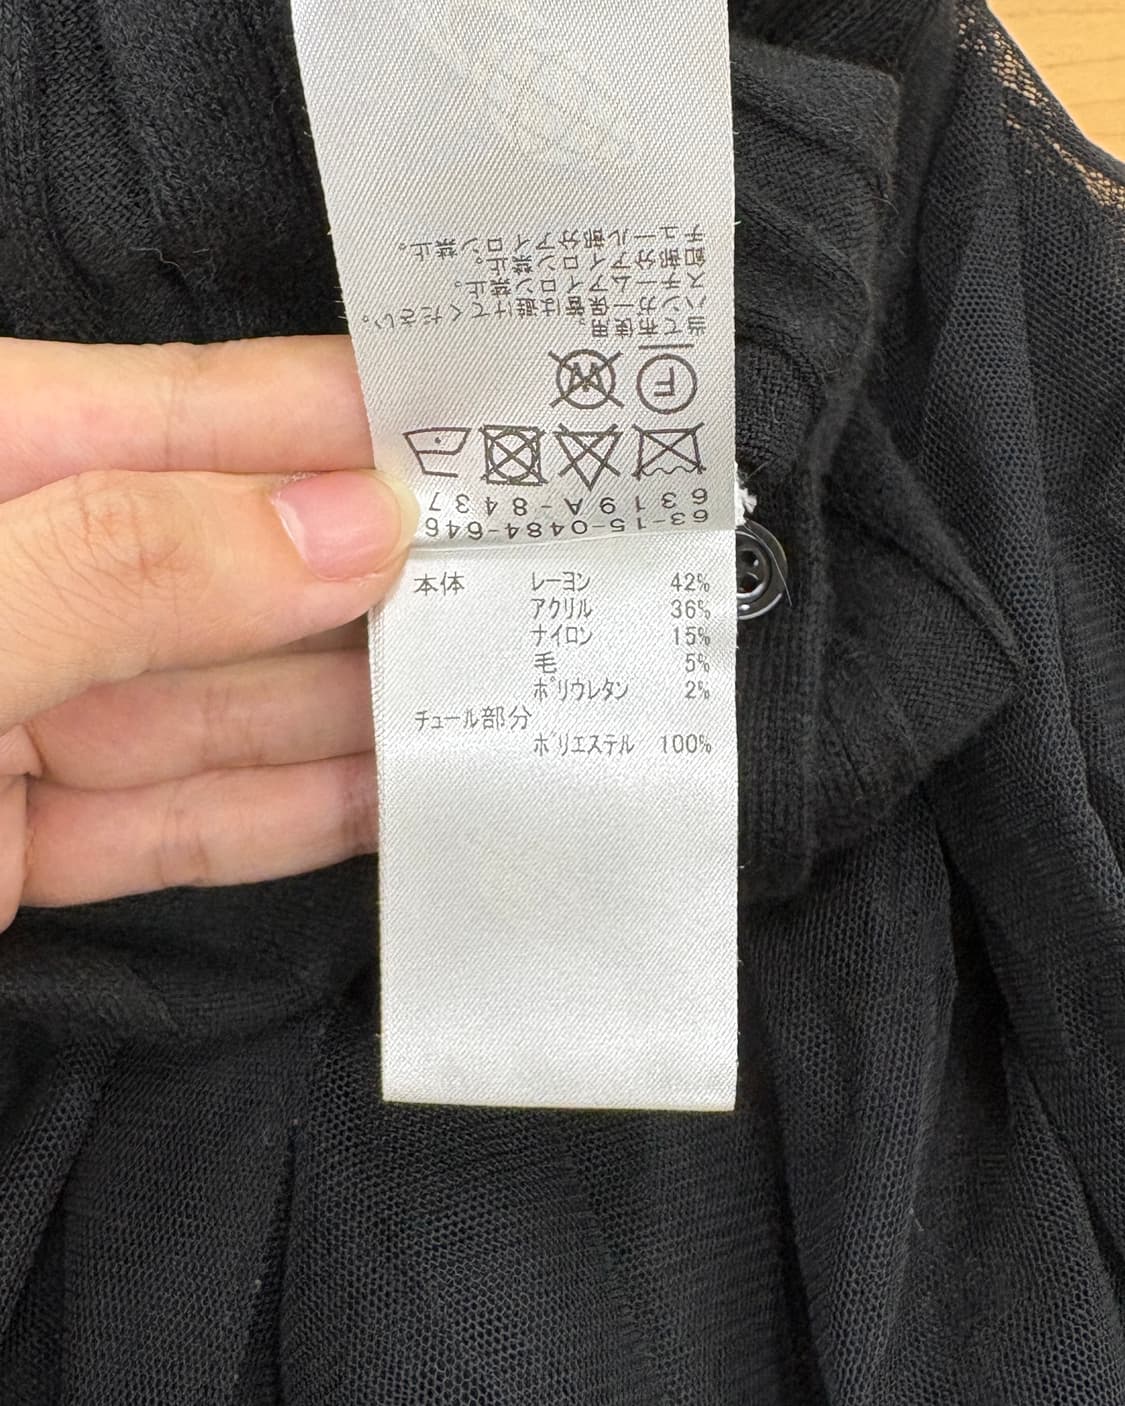 63-15-0484-646
6319A-8437
F
W
当て布使用。
ハンガー保管は避けてください。
スチームアイロン禁止。
釦部分アイロン禁止。
チュール部分アイロン禁止。
本体 レーヨン 42%
アクリル 36%
ナイロン 15%
毛 5%
ポリウレタン 2%
チュール部分
ポリエステル 100%